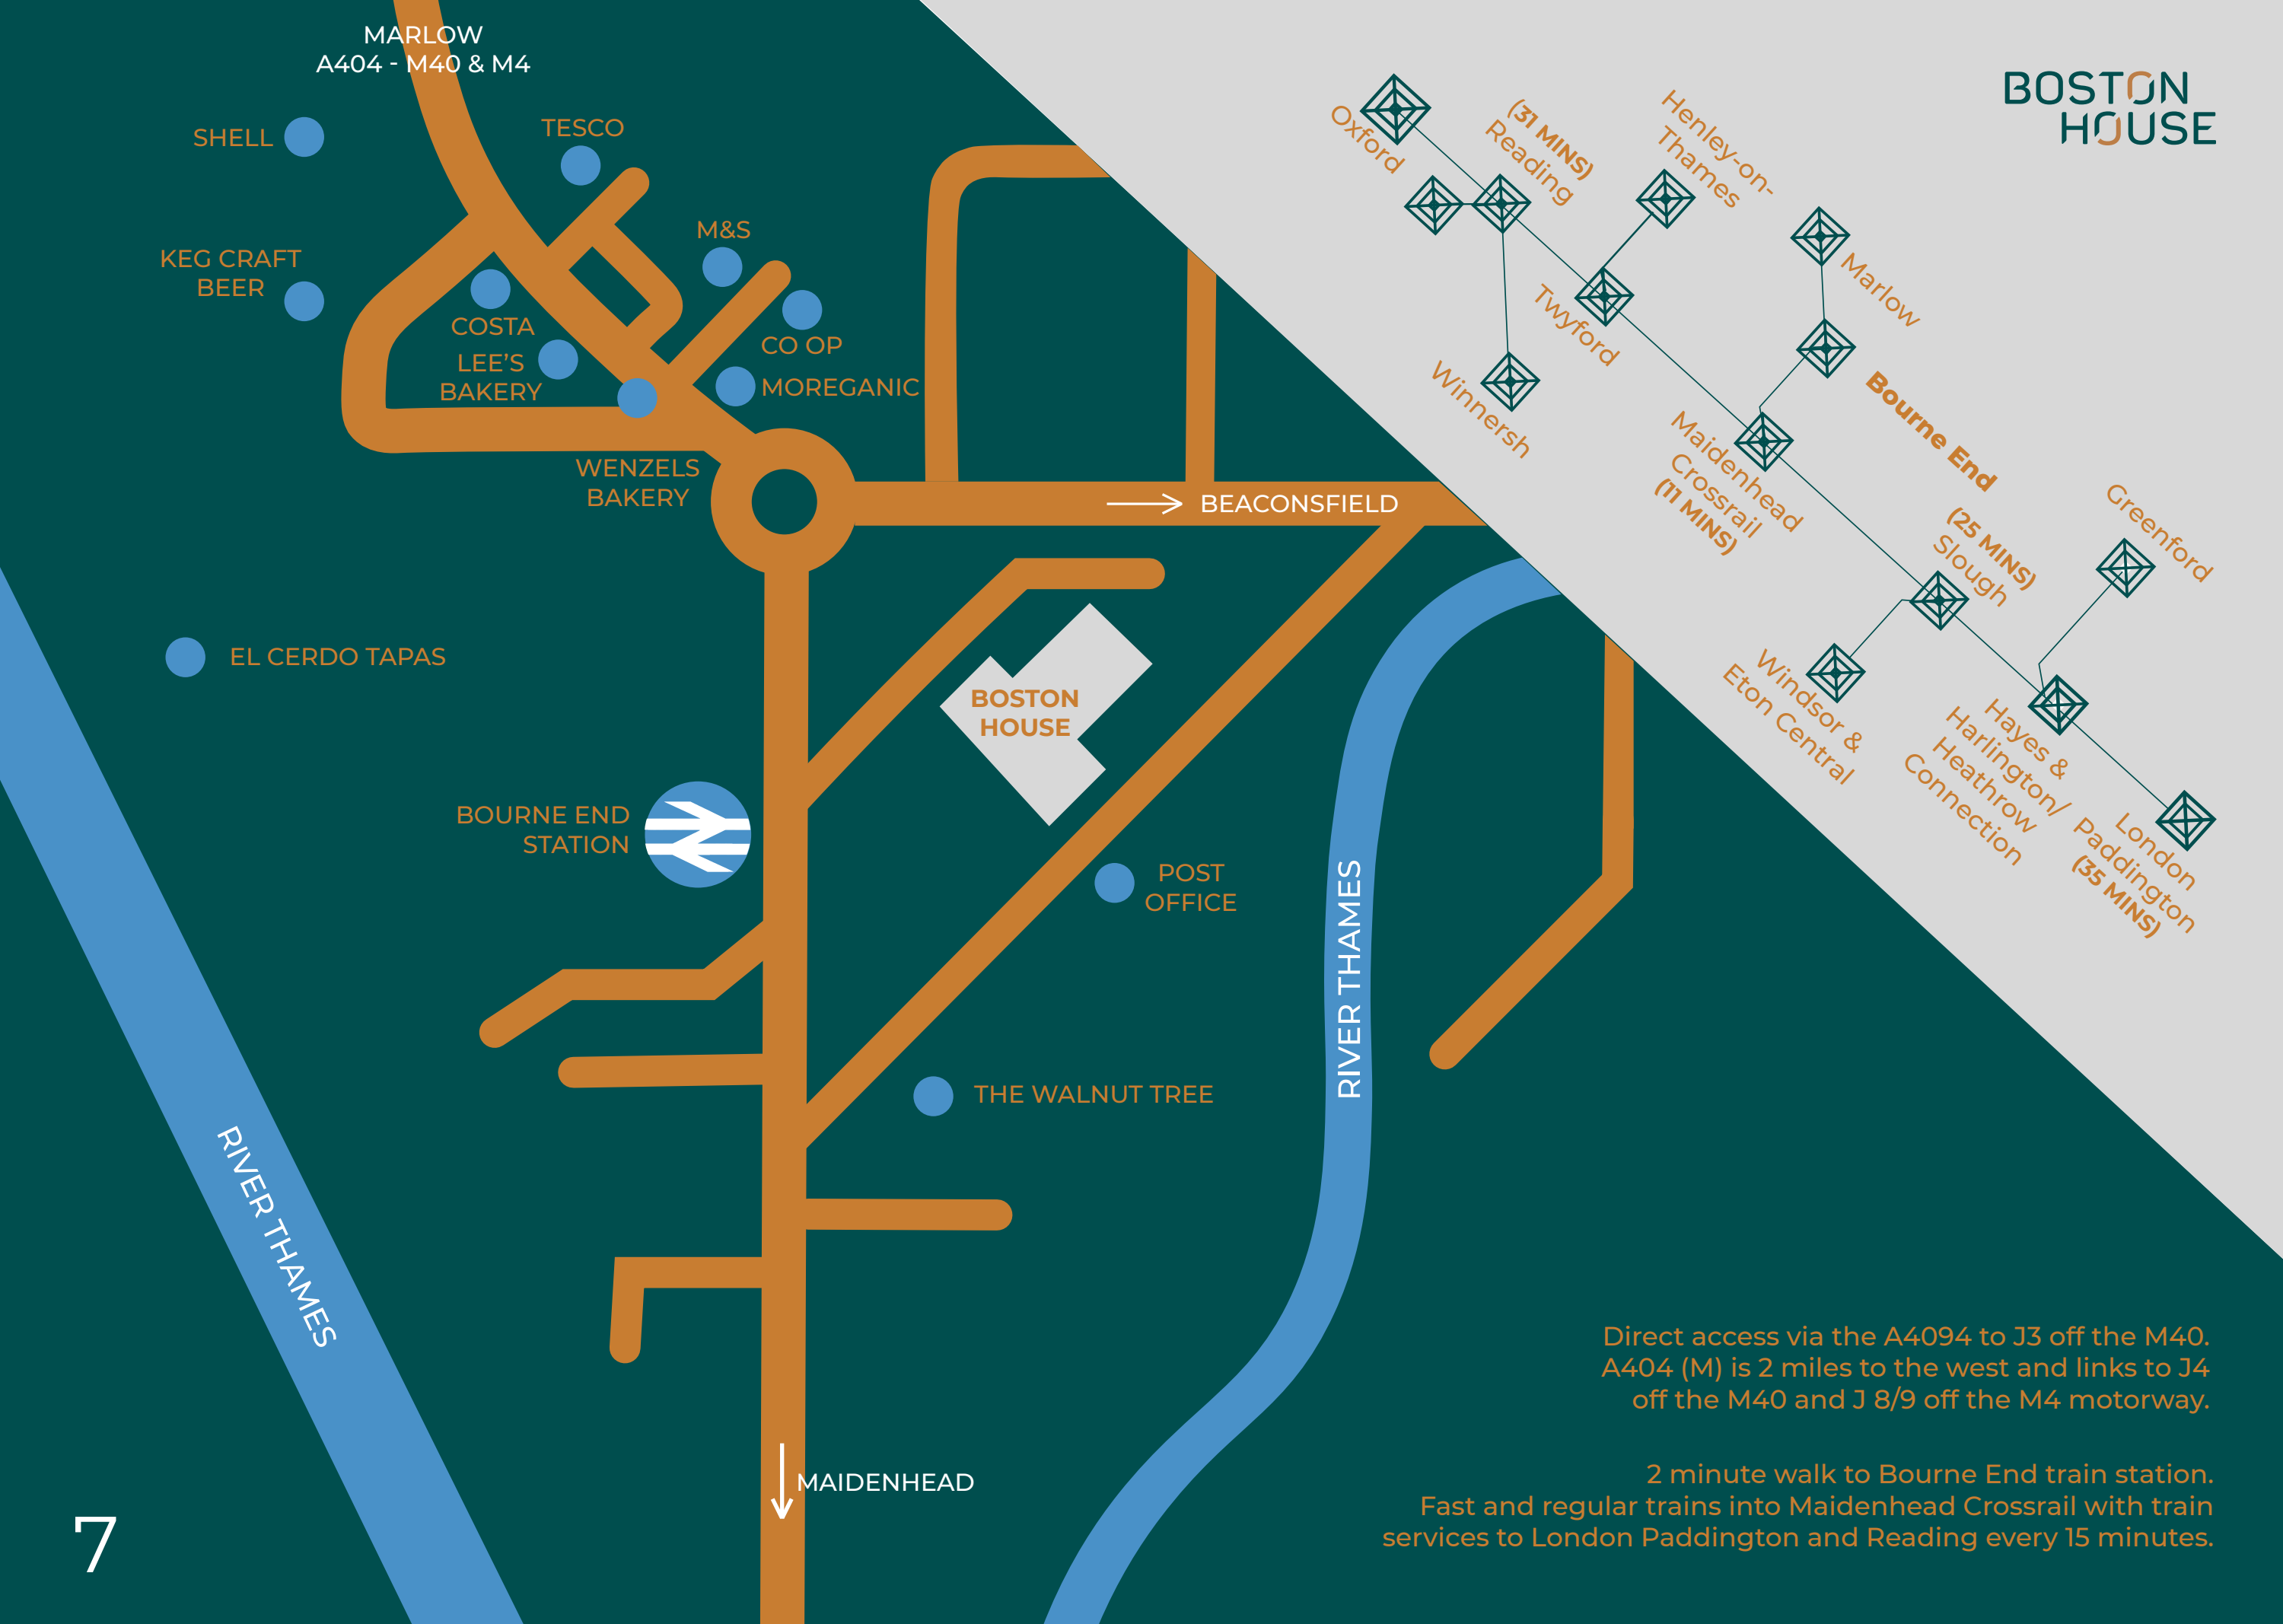 MARLOW
A404 - M40 & M4
SHELL
TESCO
KEG CRAFT
BEER
M&S
COSTA
LEE'S
BAKERY
CO OP
MOREGANIC
WENZELS
BAKERY
BEACONSFIELD
EL CERDO TAPAS
BOSTON
HOUSE
BOURNE END
STATION
POST
OFFICE
RIVER THAMES
THE WALNUT TREE
RIVER THAMES
MAIDENHEAD
7
BOSTON
HOUSE
Oxford
(31 MINS)
Reading
Henley-on-
Thames
Marlow
Twyford
Winnersh
Bourne End
Maidenhead
Crossrail
(11 MINS)
(25 MINS)
Slough
Greenford
Windsor &
Eton Central
Hayes &
Harlington/
Heathrow
Connection
London
Paddington
(35 MINS)
Direct access via the A4094 to J3 off the M40.
A404 (M) is 2 miles to the west and links to J4
off the M40 and J 8/9 off the M4 motorway.
2 minute walk to Bourne End train station.
Fast and regular trains into Maidenhead Crossrail with train
services to London Paddington and Reading every 15 minutes.